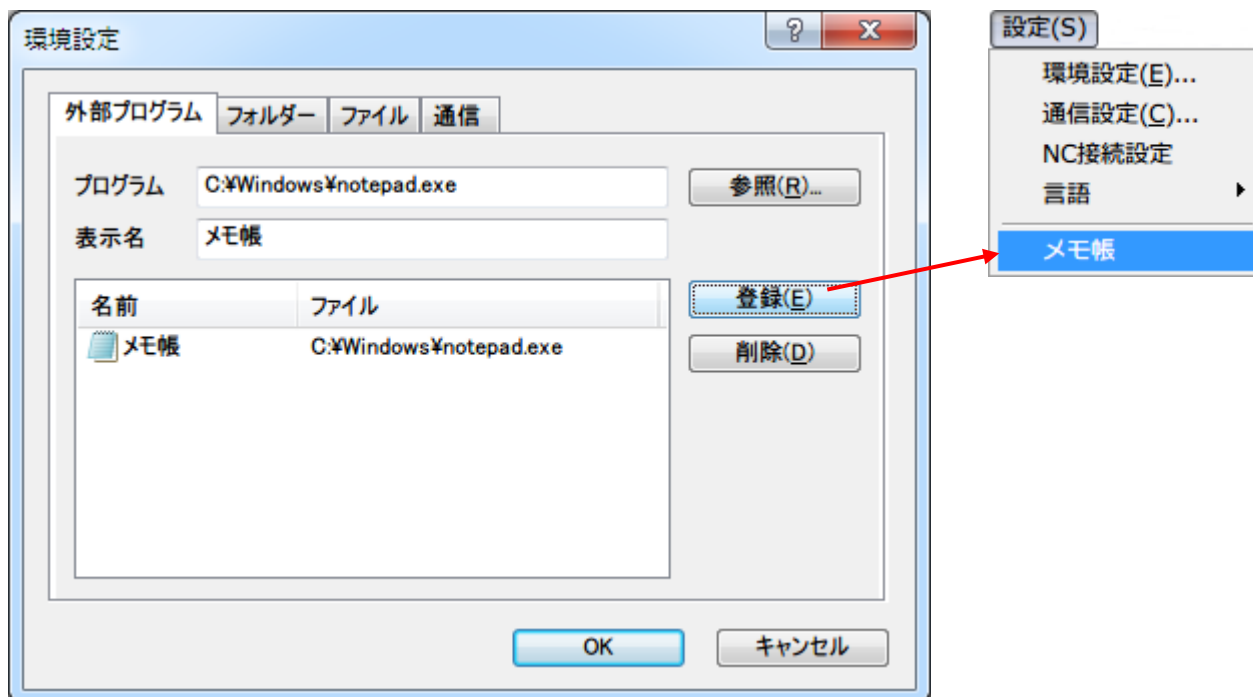 環境設定
外部プログラム フォルダー ファイル 通信
プログラム C:¥Windows¥notepad.exe 参照(R)...
表示名 メモ帳
名前 ファイル 登録(E)
メモ帳 C:¥Windows¥notepad.exe 削除(D)
OK キャンセル
設定(S)
環境設定(E)...
通信設定(C)...
NC接続設定
言語
メモ帳